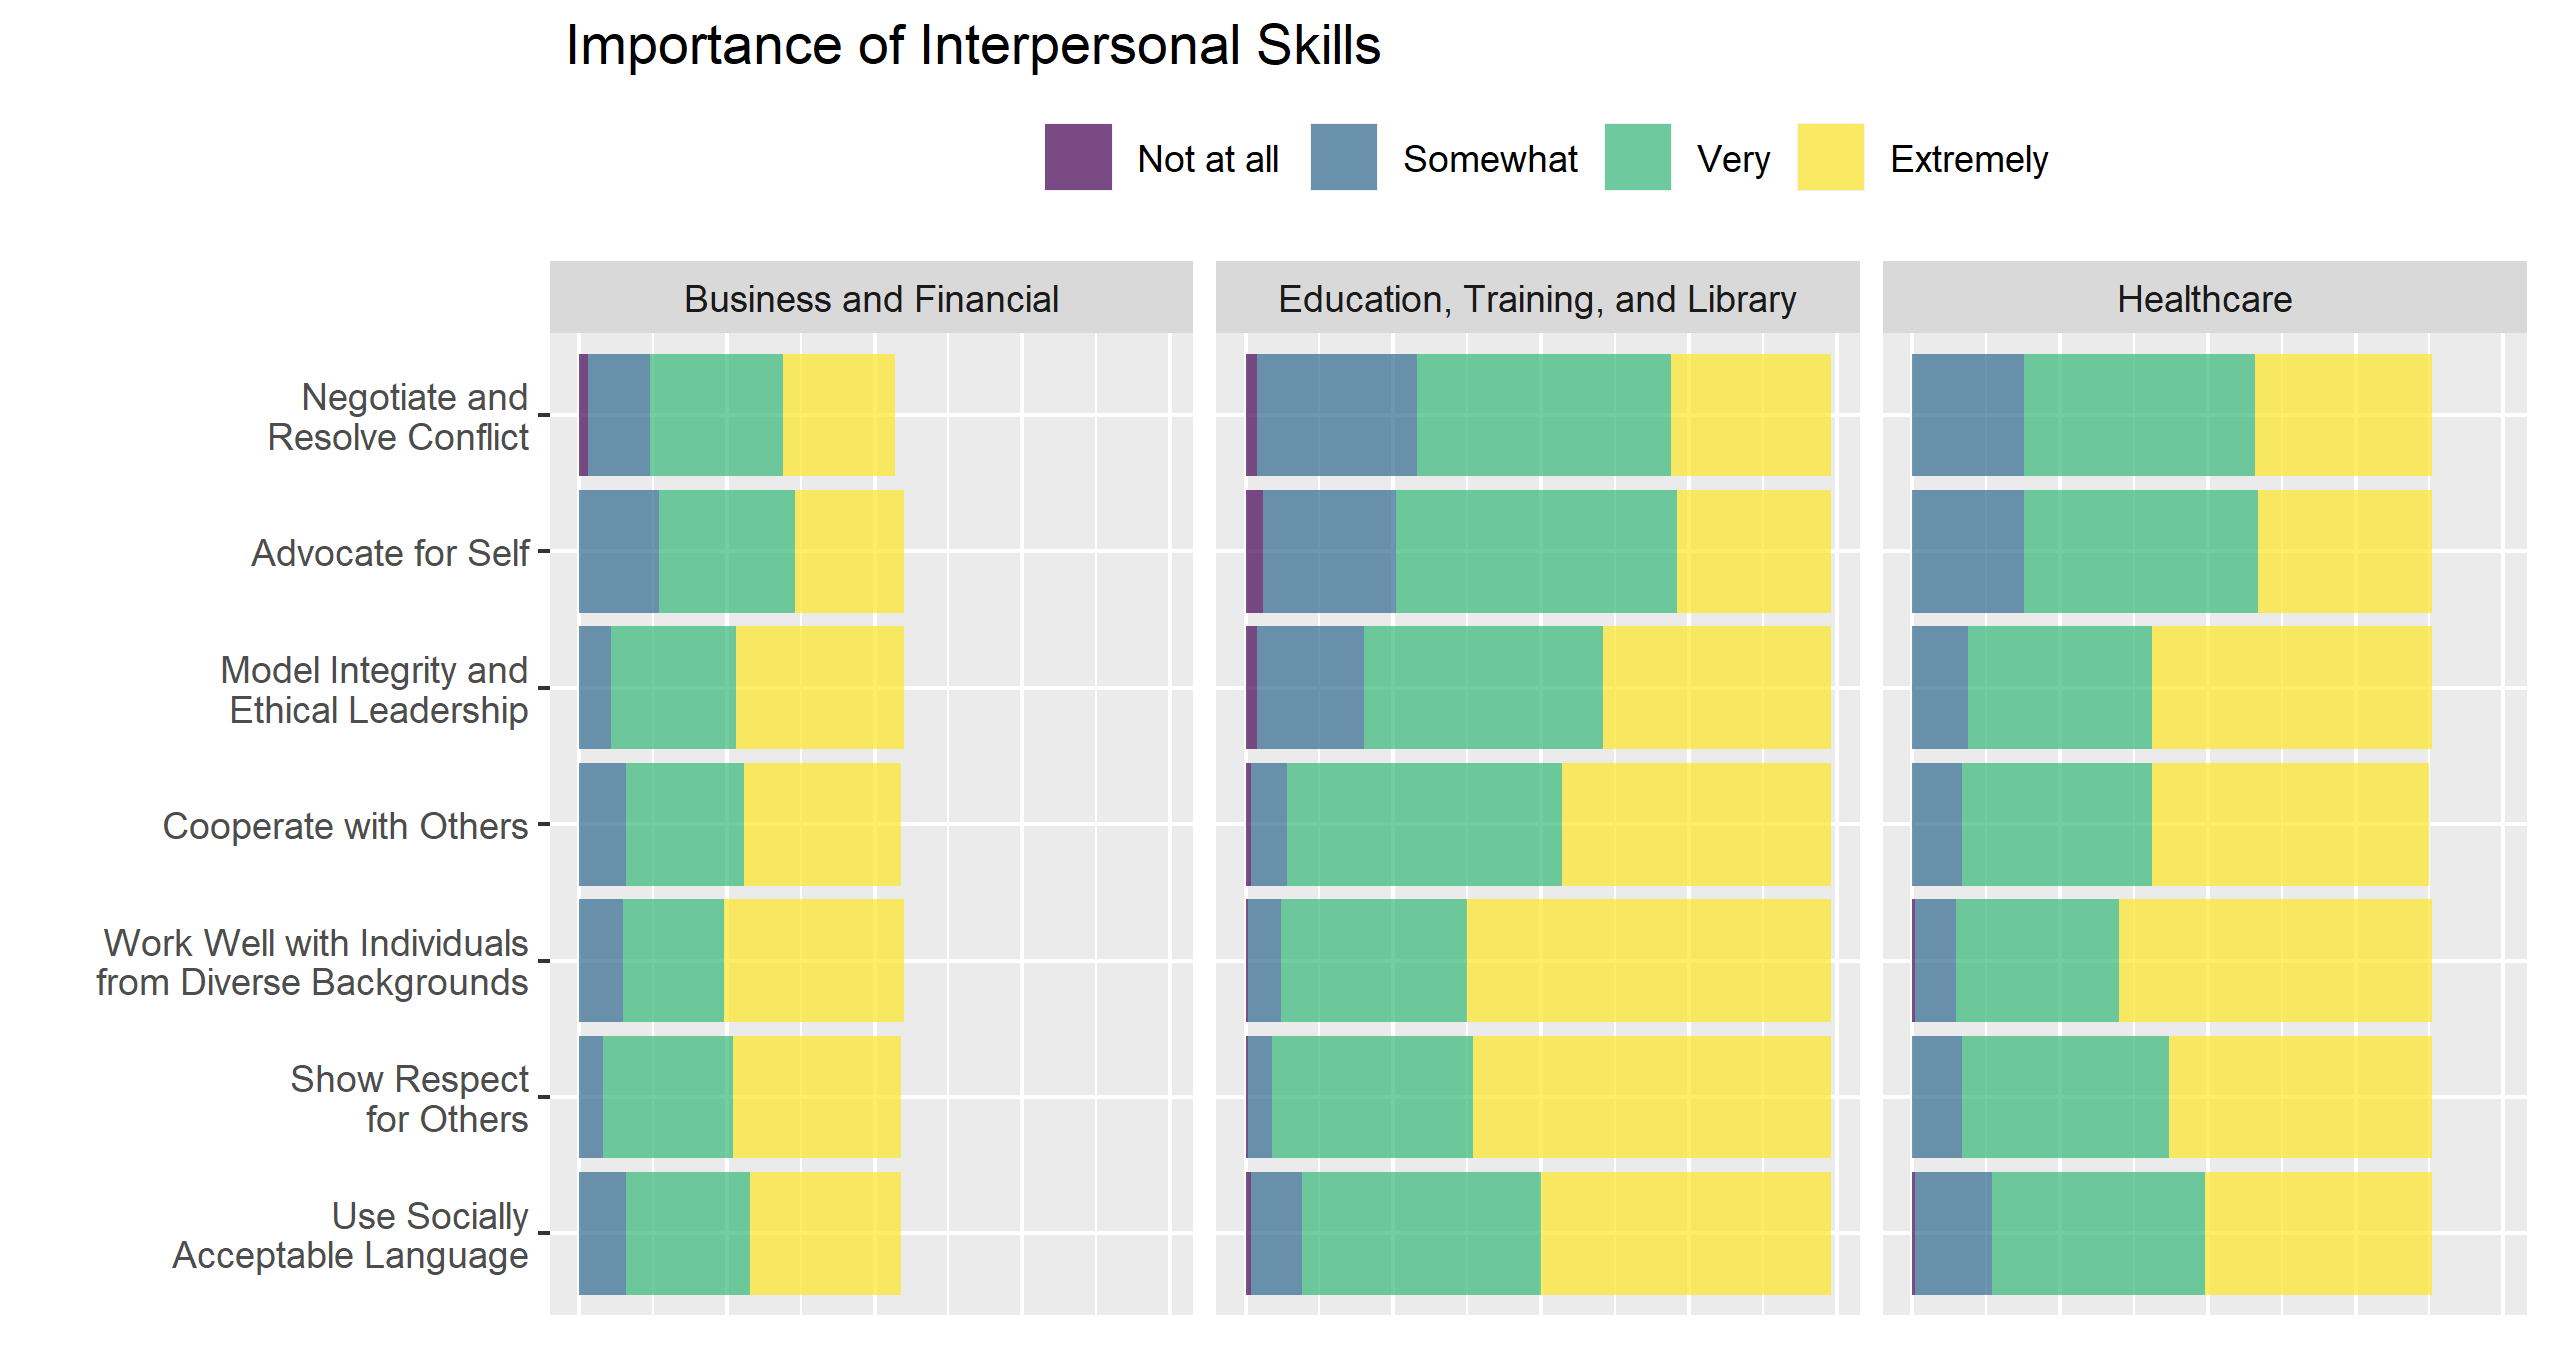 Importance of Interpersonal Skills
Not at all
Somewhat
Very
Extremely
Business and Financial
Education, Training, and Library
Healthcare
Negotiate and
Resolve Conflict
Advocate for Self
Model Integrity and
Ethical Leadership
Cooperate with Others
Work Well with Individuals
from Diverse Backgrounds
Show Respect
for Others
Use Socially
Acceptable Language